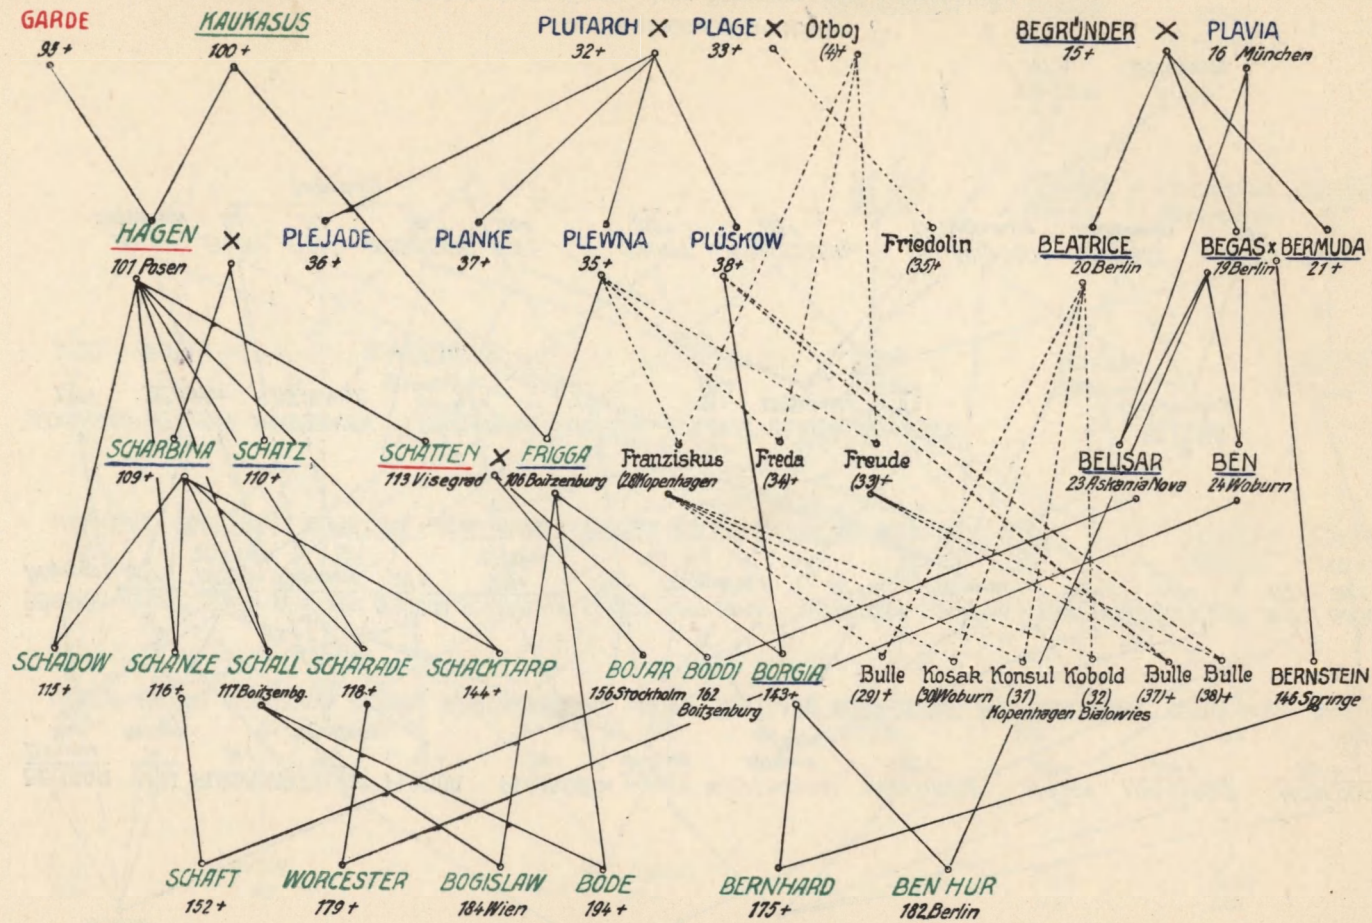 GARDE KAUKASUS PLUTARCH X PLAGE X Otboj BEGRÜNDER X PLAVIA
95+ 100+ 32+ 33+ (4)+ 15+ 16 München
HAGEN X PLEJADE PLANKE PLEWNA PLÜSKOW Friedolin BEATRICE BEGAS x BERMUDA
101 Posen 36+ 37+ 35+ 38+ (35)+ 20 Berlin 19 Berlin 21+
SCHARBINA SCHATZ SCHATTEN X FRIGGA Franziskus Freda Freude BELISAR BEN
109+ 110+ 113 Visegrad 106 Boitzenburg (28) Kopenhagen (34)+ (33)+ 23 Askania Nova 24 Woburn
SCHADOW SCHANZE SCHALL SCHARADE SCHACKTARP BOJAR BODDI BORGIA Bulle Kosak Konsul Kobold Bulle Bulle BERNSTEIN
115+ 116+ 117 Boitzenbg. 118+ 144+ 156 Stockholm 162 143+ (29)+ (30) Woburn (31) (32) (37)+ (38)+ 146 Springe
Boitzenburg Kopenhagen Bialowies
SCHAFT WORCESTER BOGISLAW BODE BERNHARD BEN HUR
152+ 179+ 184 Wien 194+ 175+ 182 Berlin